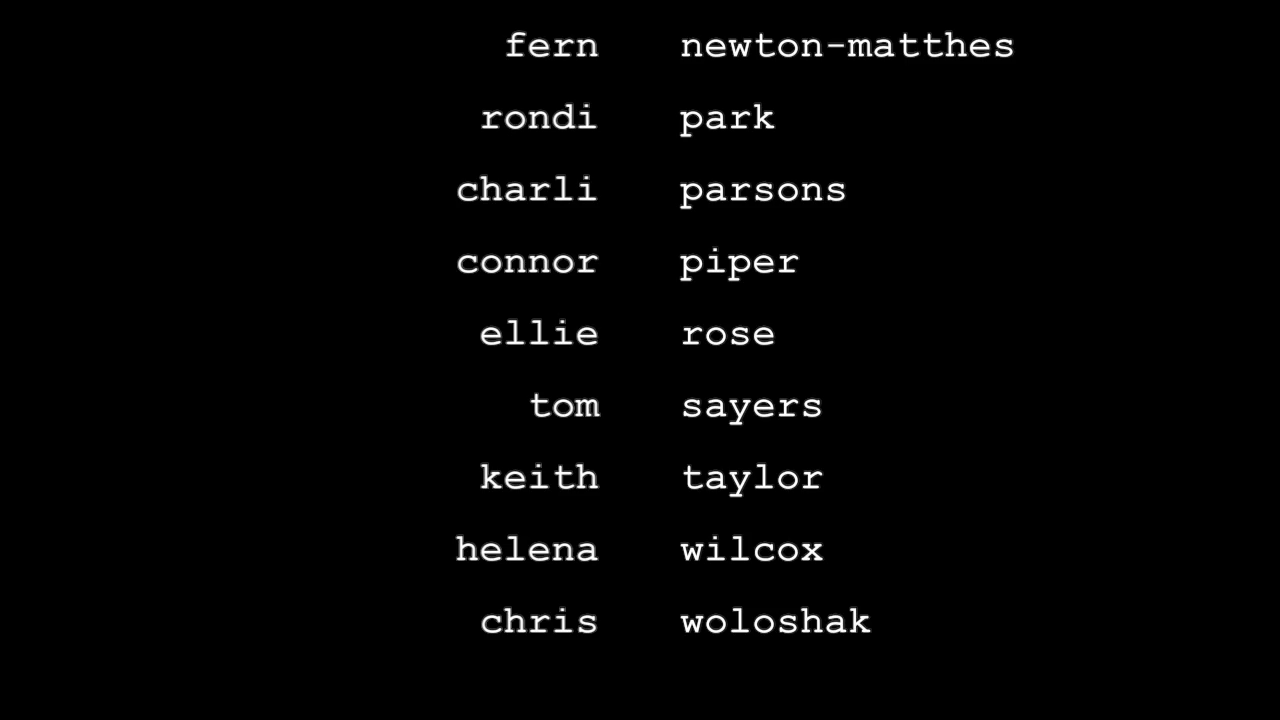 fern newton-matthes
rondi park
charli parsons
connor piper
ellie rose
tom sayers
keith taylor
helena wilcox
chris woloshak